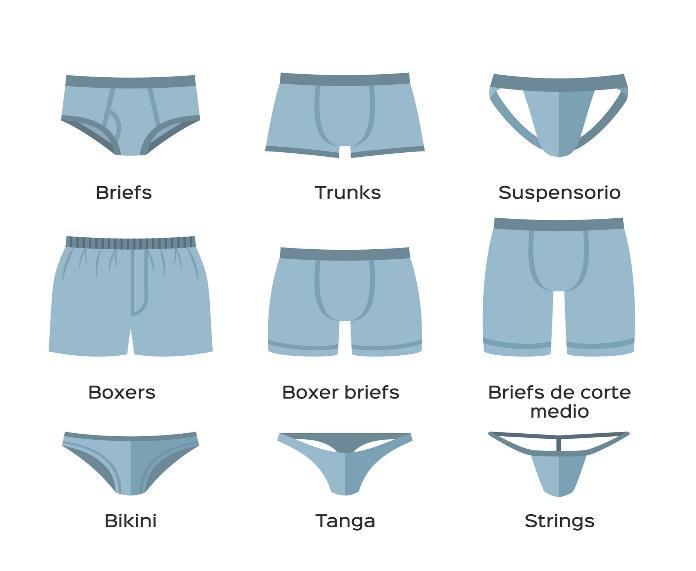 Briefs
Trunks
Suspensorio
Boxers
Boxer briefs
Briefs de corte
medio
Bikini
Tanga
Strings